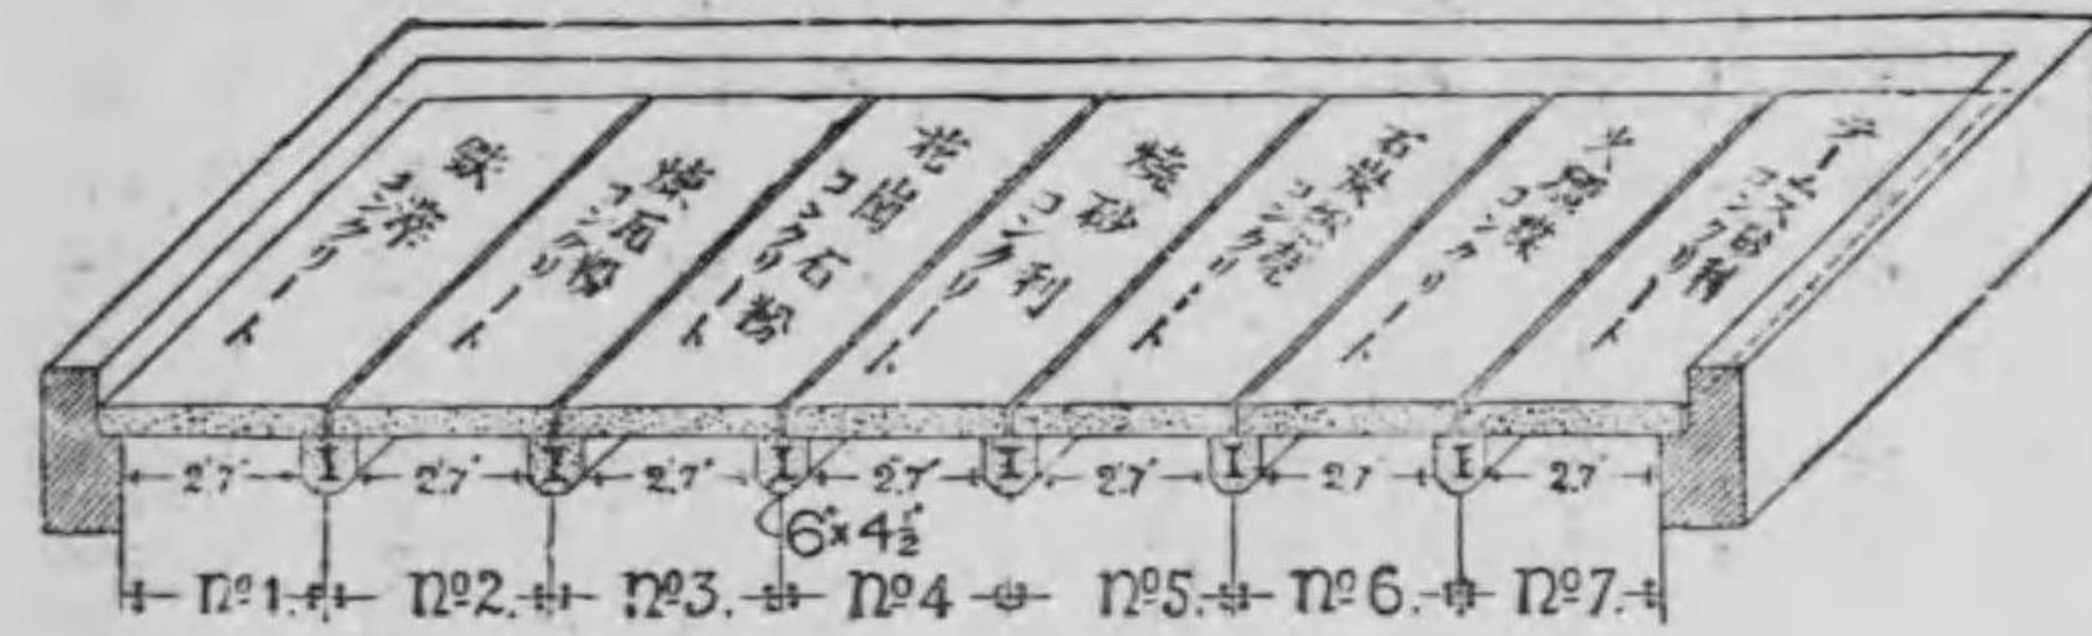 鉄滓
コンクリート
煉瓦粉
コンクリート
花崗石粉
コンクリート
焼砂利
コンクリート
石炭燃
コンクリート
コンクリート
テームス砂利
コンクリート
2'7" 2'7" 2'7" 2'7" 2'7" 2'7" 2'7"
6"×4½"
No1. No2. No3. No4 No5. No6. No7.